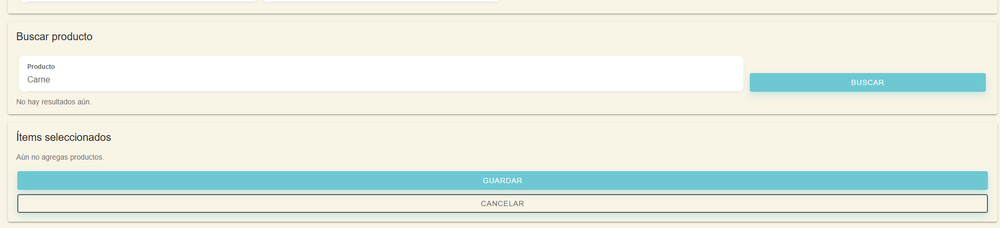 Buscar producto
Producto
Carne
BUSCAR
No hay resultados aún.
Ítems seleccionados
Aún no agregas productos.
GUARDAR
CANCELAR